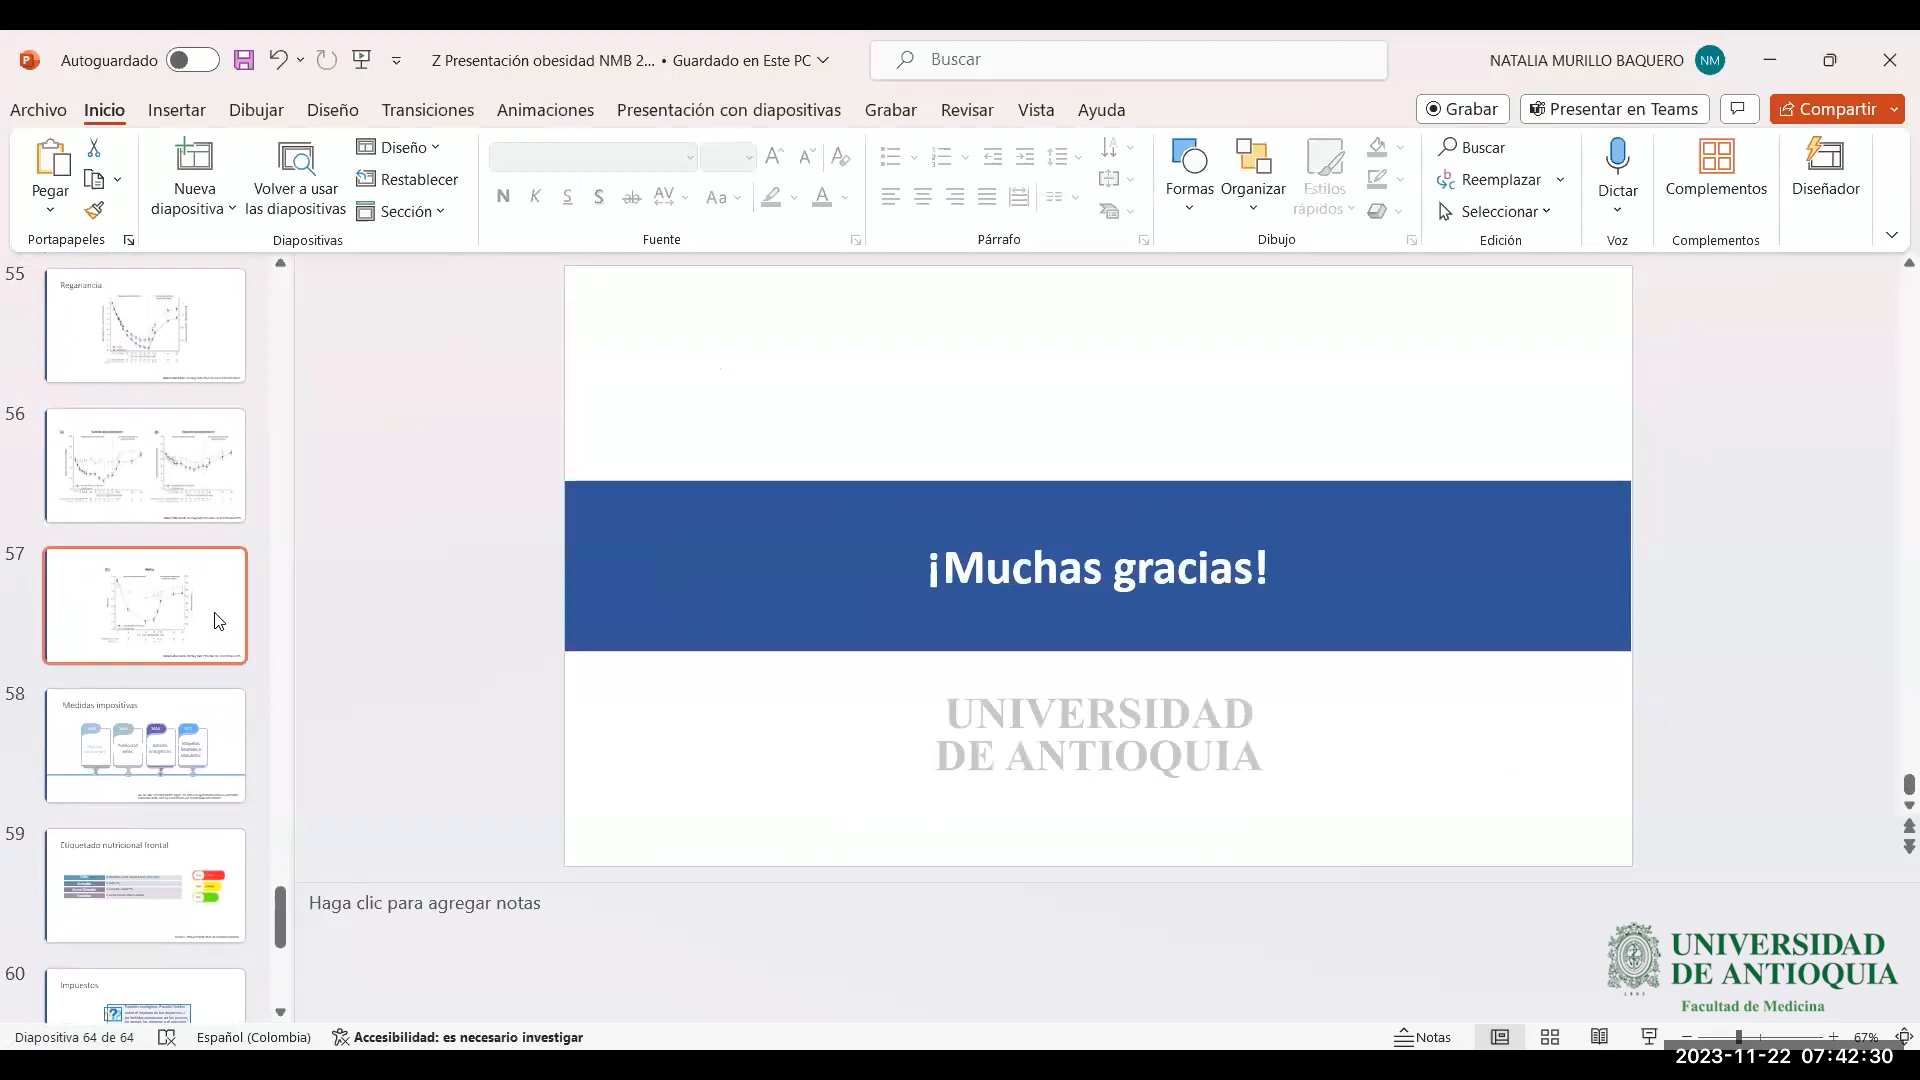 Autoguardado
Z Presentación obesidad NMB 2... • Guardado en Este PC
Buscar
NATALIA MURILLO BAQUERO
NM
Archivo
Inicio
Insertar
Dibujar
Diseño
Transiciones
Animaciones
Presentación con diapositivas
Grabar
Revisar
Vista
Ayuda
Grabar
Presentar en Teams
Compartir
Pegar
Portapapeles
Nueva
diapositiva
Volver a usar
las diapositivas
Diseño
Restablecer
Sección
Diapositivas
N K S S ab AV Aa A
Fuente
Párrafo
Formas
Organizar
Estilos
rápidos
Dibujo
Buscar
Reemplazar
Seleccionar
Edición
Dictar
Voz
Complementos
Complementos
Diseñador
55
Reganancia
56
57
58
Medidas impositivas
59
Etiquetado nutricional frontal
60
Impuestos
¡Muchas gracias!
UNIVERSIDAD
DE ANTIOQUIA
Haga clic para agregar notas
UNIVERSIDAD
DE ANTIOQUIA
1803
Facultad de Medicina
Diapositiva 64 de 64
Español (Colombia)
Accesibilidad: es necesario investigar
Notas
67%
2023-11-22 07:42:30